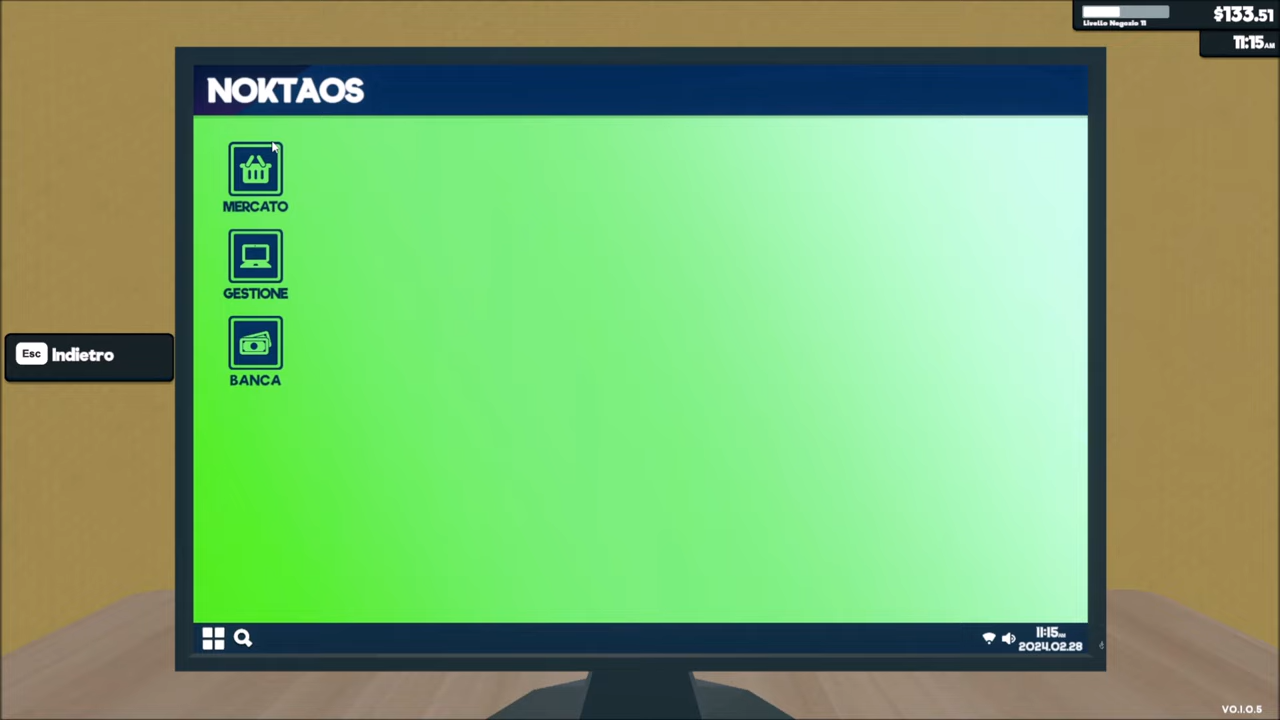 $133.51
Livello Negozio 11
11:15AM
NOKTAOS
MERCATO
GESTIONE
BANCA
Esc Indietro
11:15AM
2024.02.28
V0.1.0.5